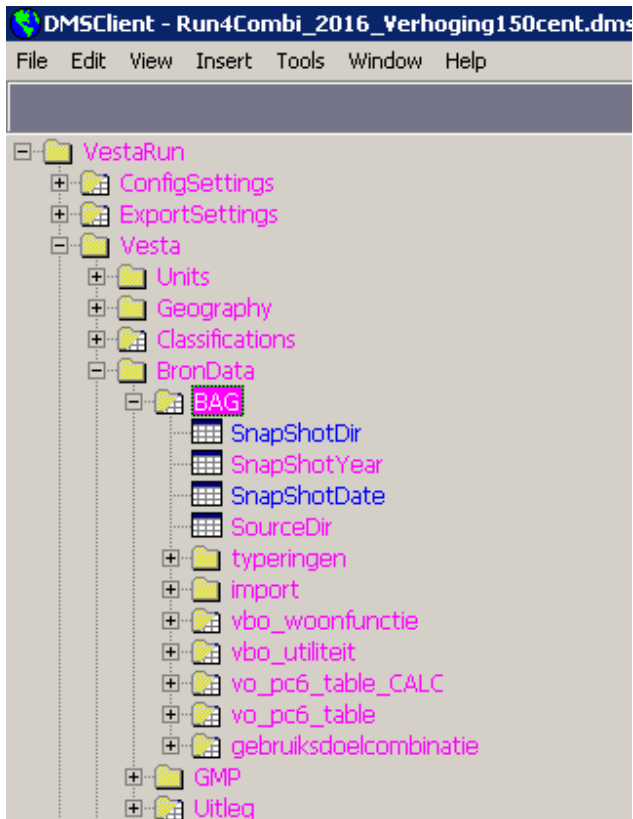 DMSClient - Run4Combi_2016_Verhoging150cent.dms
File Edit View Insert Tools Window Help
VestaRun
ConfigSettings
ExportSettings
Vesta
Units
Geography
Classifications
BronData
BAG
SnapShotDir
SnapShotYear
SnapShotDate
SourceDir
typeringen
import
vbo_woonfunctie
vbo_utiliteit
vo_pc6_table_CALC
vo_pc6_table
gebruiksdoelcombinatie
GMP
Uitleg